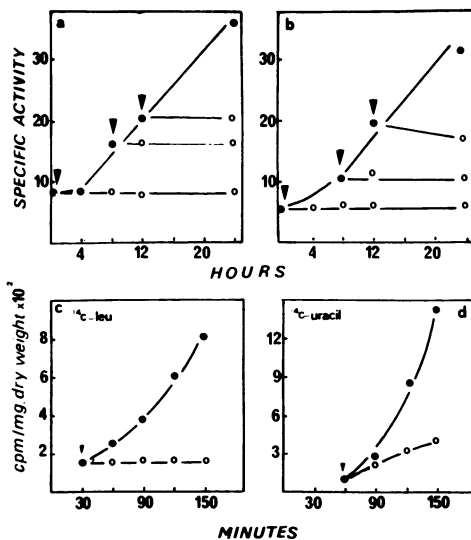 a
b
SPECIFIC ACTIVITY
30
20
10
30
20
10
4
12
20
4
12
20
HOURS
c
¹⁴C-leu
¹⁴C-uracil
d
cpm/mg. dry weight x10²
8
6
4
2
12
9
6
3
30
90
150
30
90
150
MINUTES